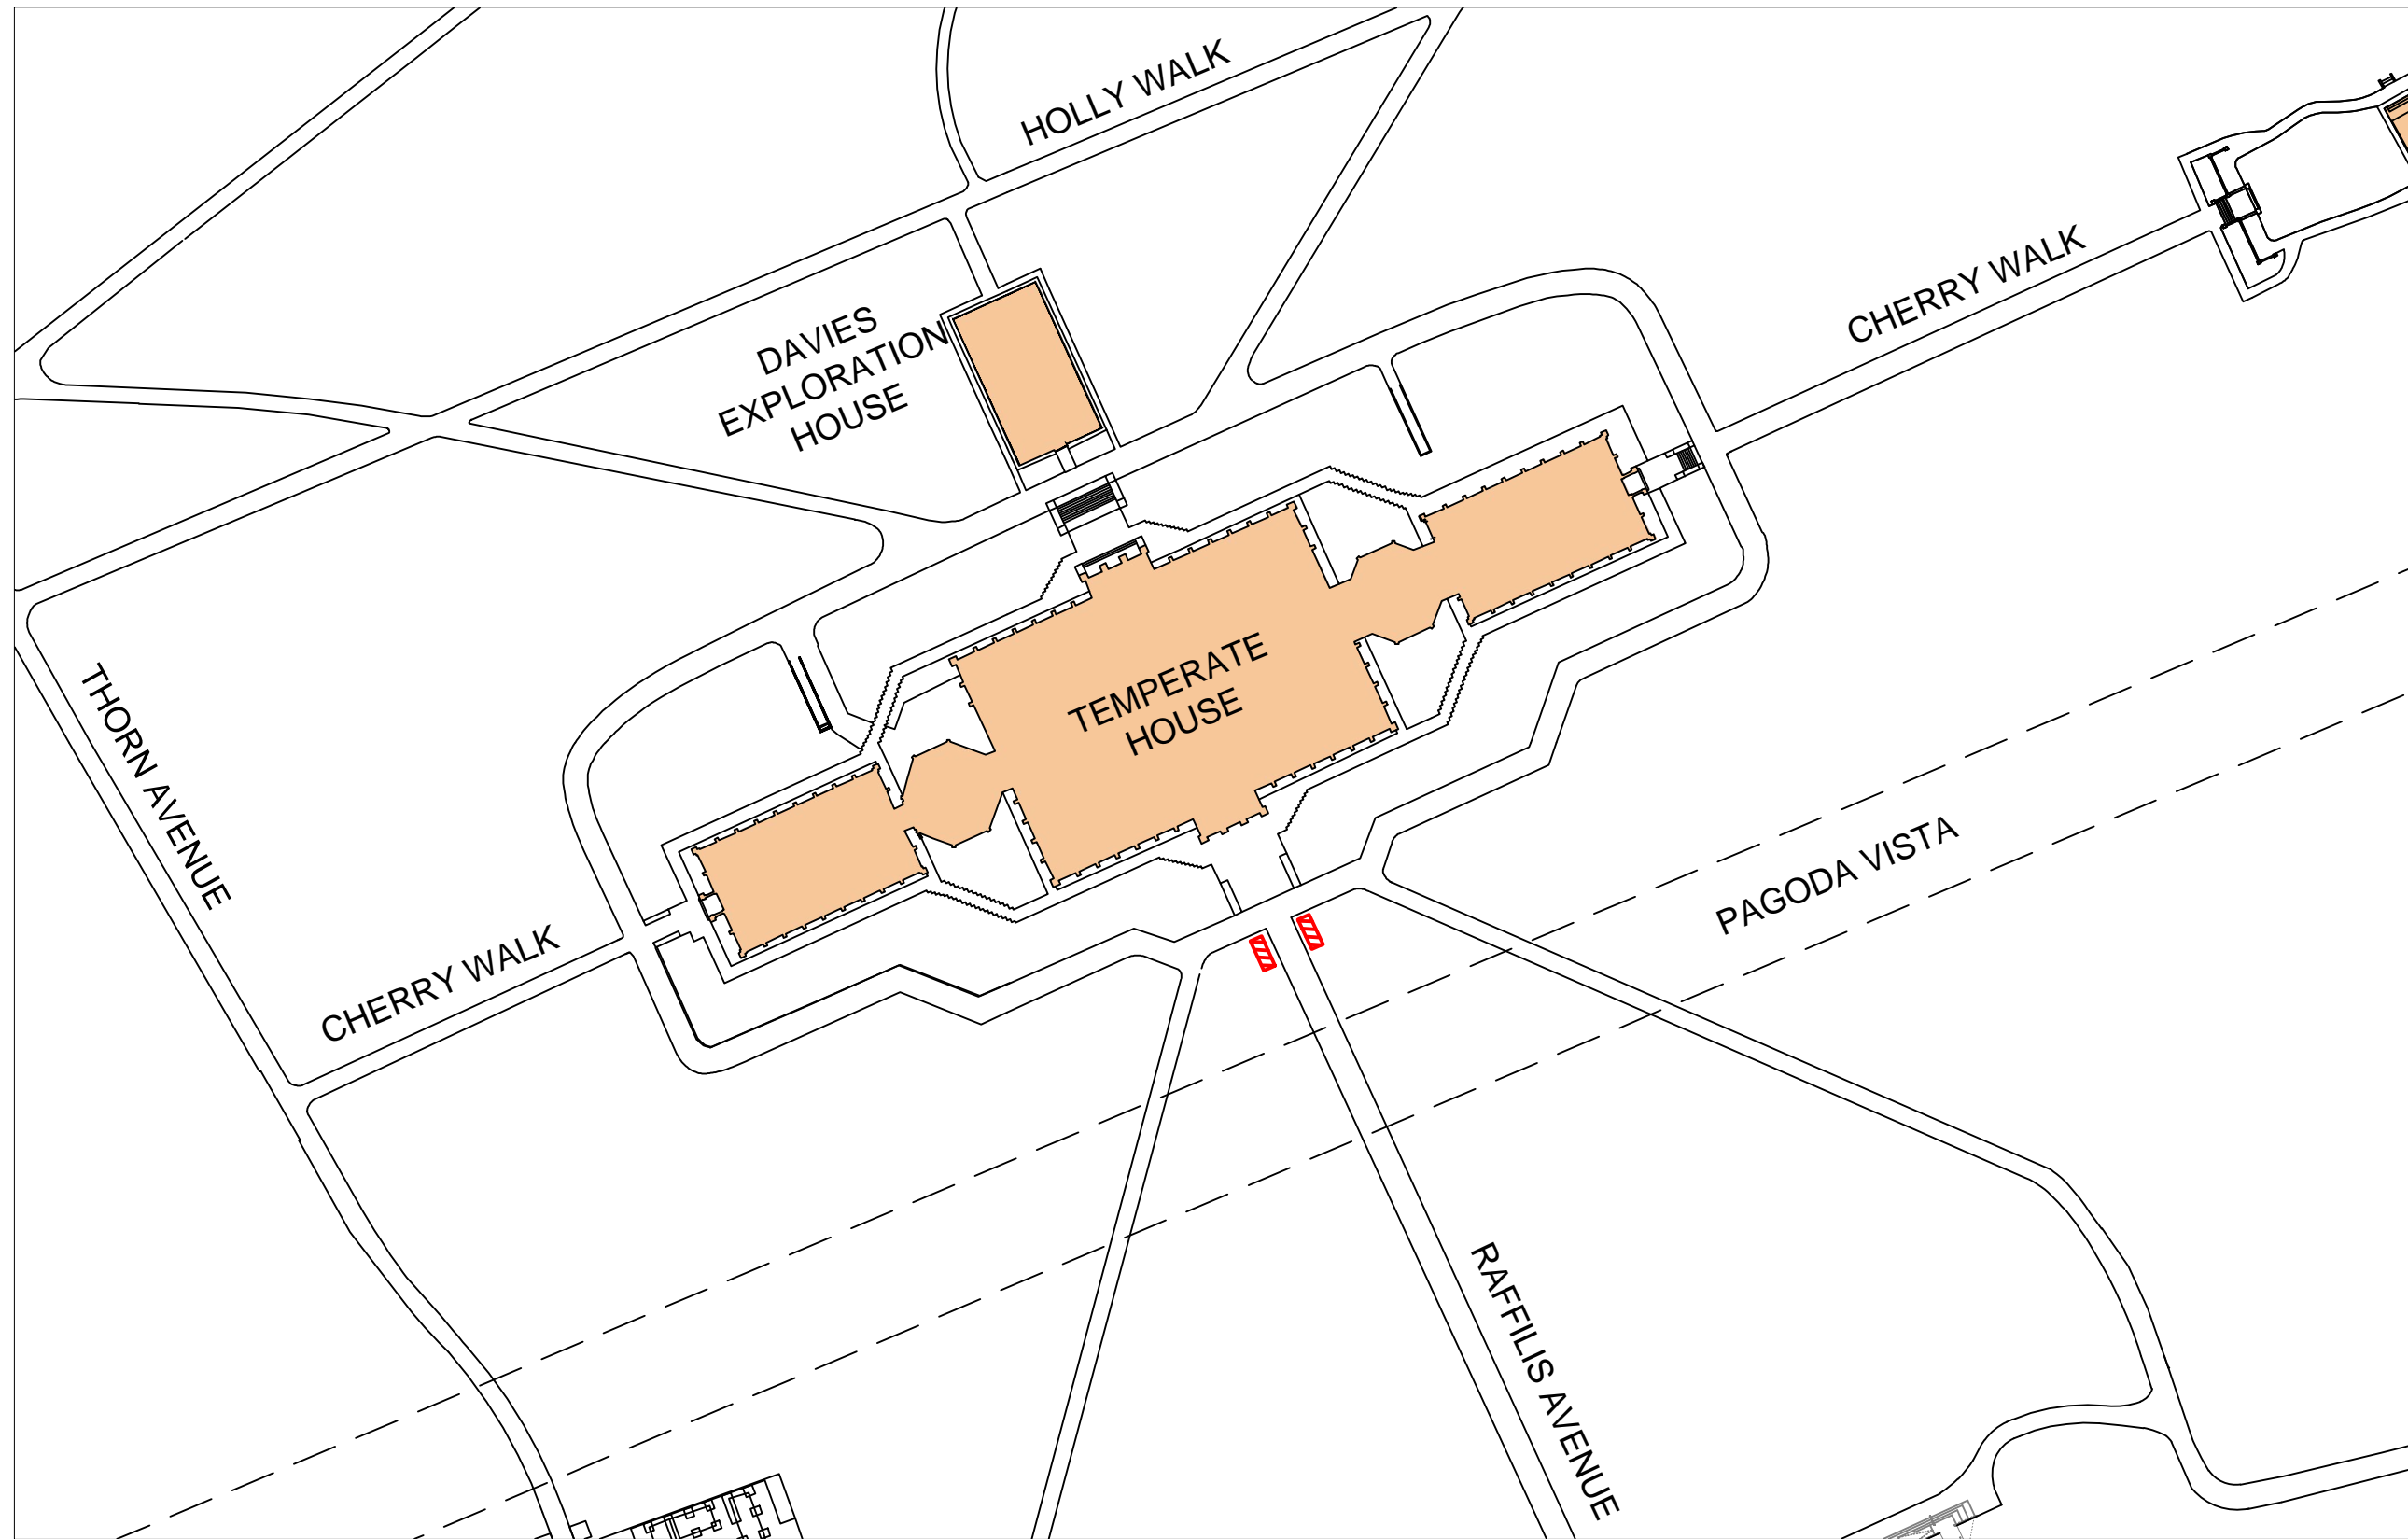 HOLLY WALK
CHERRY WALK
DAVIES
EXPLORATION
HOUSE
TEMPERATE
HOUSE
THORN AVENUE
PAGODA VISTA
CHERRY WALK
RAFFILIS AVENUE